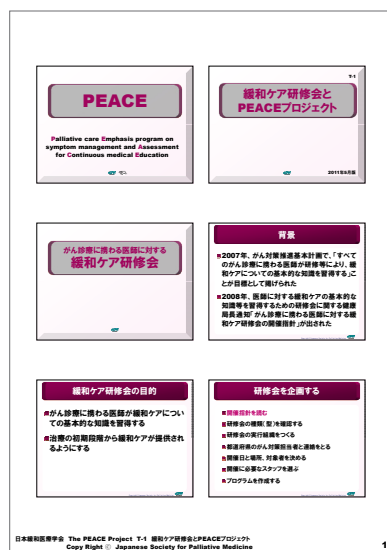 PEACE
Palliative care Emphasis program on
symptom management and Assessment
for Continuous medical Education
T-1
緩和ケア研修会と
PEACEプロジェクト
2011年5月版
がん診療に携わる医師に対する
緩和ケア研修会
背景
2007年、がん対策推進基本計画で、「すべて
のがん診療に携わる医師が研修等により、緩
和ケアについての基本的な知識を習得する」こ
とが目標として掲げられた
2008年、医師に対する緩和ケアの基本的な
知識等を習得するための研修会に関する健康
局長通知「がん診療に携わる医師に対する緩
和ケア研修会の開催指針」が出された
緩和ケア研修会の目的
がん診療に携わる医師が緩和ケアについ
ての基本的な知識を習得する
治療の初期段階から緩和ケアが提供され
るようにする
研修会を企画する
開催指針を読む
研修会の種類(型)を確認する
研修会の実行組織をつくる
都道府県のがん対策担当者と連絡をとる
開催日と場所、対象者を決める
開催に必要なスタッフを選ぶ
プログラムを作成する
日本緩和医療学会 The PEACE Project T-1 緩和ケア研修会とPEACEプロジェクト
Copy Right © Japanese Society for Palliative Medicine
1